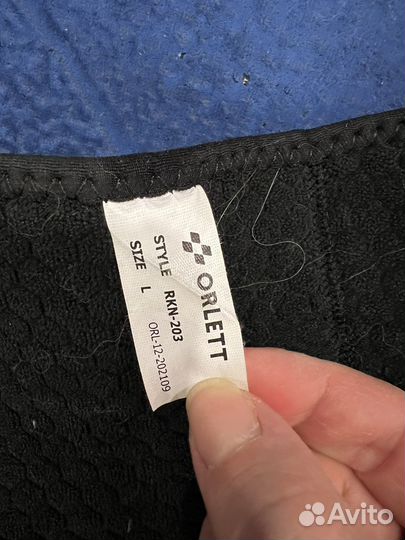 ORLETT
STYLE RKN-203
SIZE L
ORL-12-202109
Avito